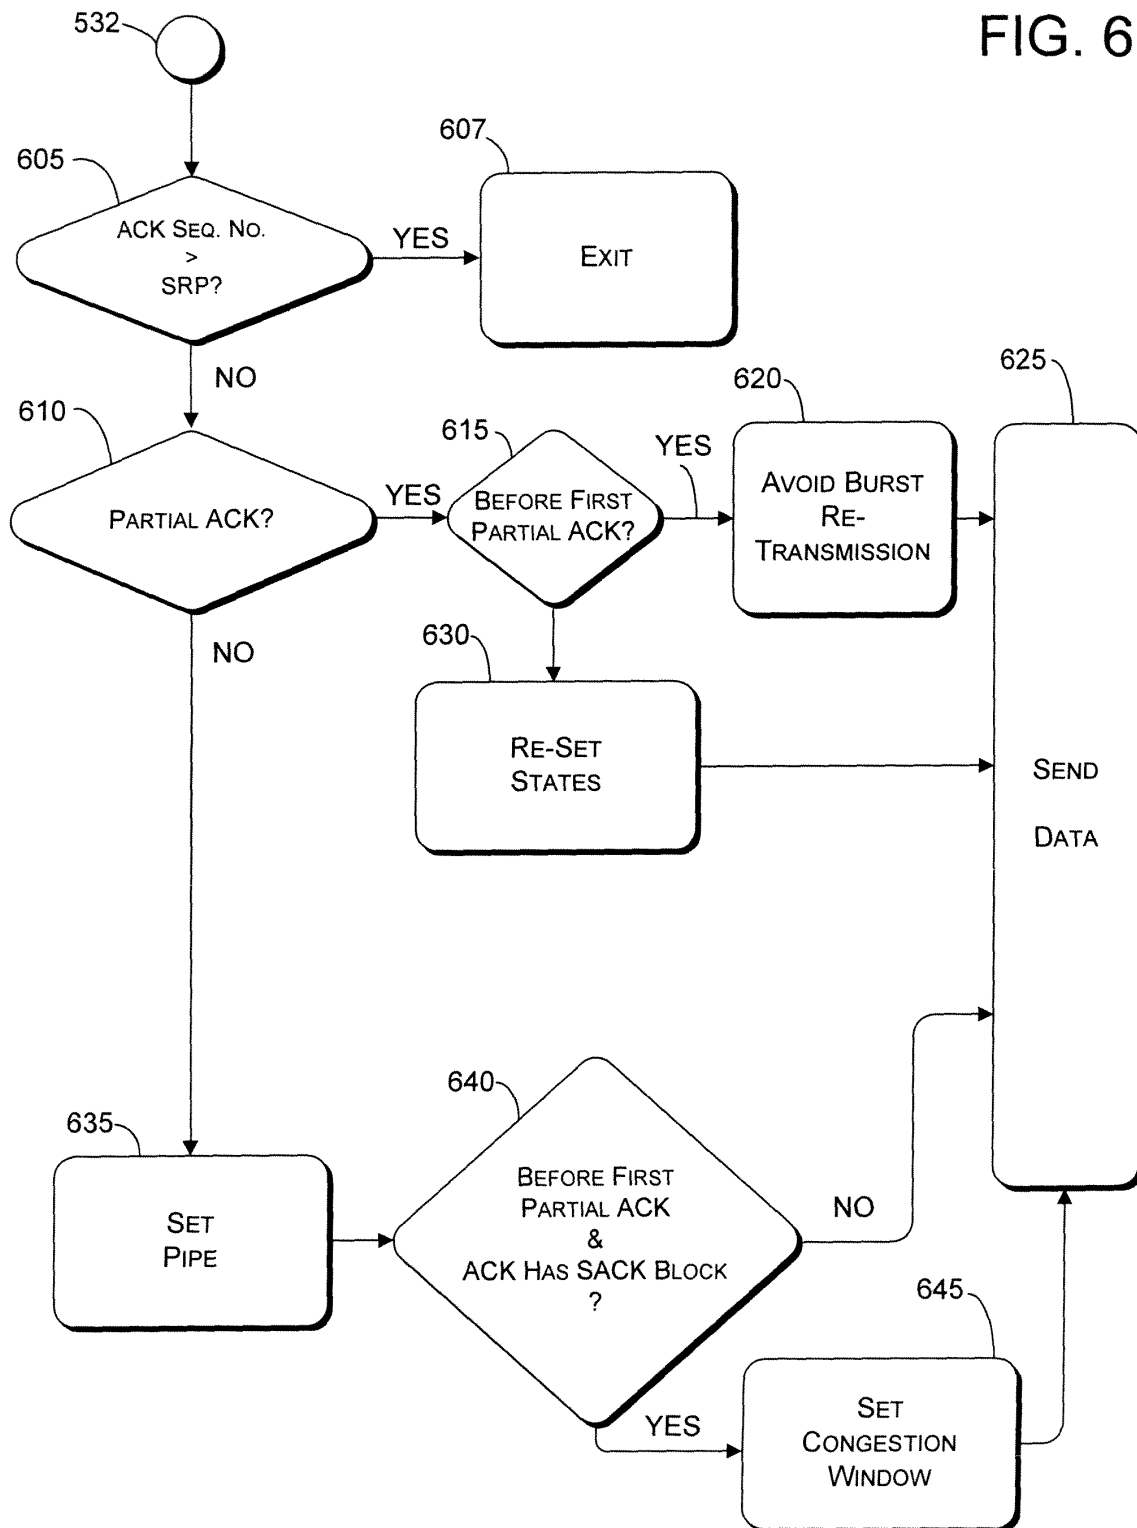 FIG. 6
532
605
ACK SEQ. NO.
>
SRP?
YES
607
EXIT
NO
610
PARTIAL ACK?
YES
615
BEFORE FIRST
PARTIAL ACK?
YES
620
AVOID BURST
RE-
TRANSMISSION
625
SEND
DATA
NO
630
RE-SET
STATES
635
SET
PIPE
640
BEFORE FIRST
PARTIAL ACK
&
ACK HAS SACK BLOCK
?
NO
YES
645
SET
CONGESTION
WINDOW